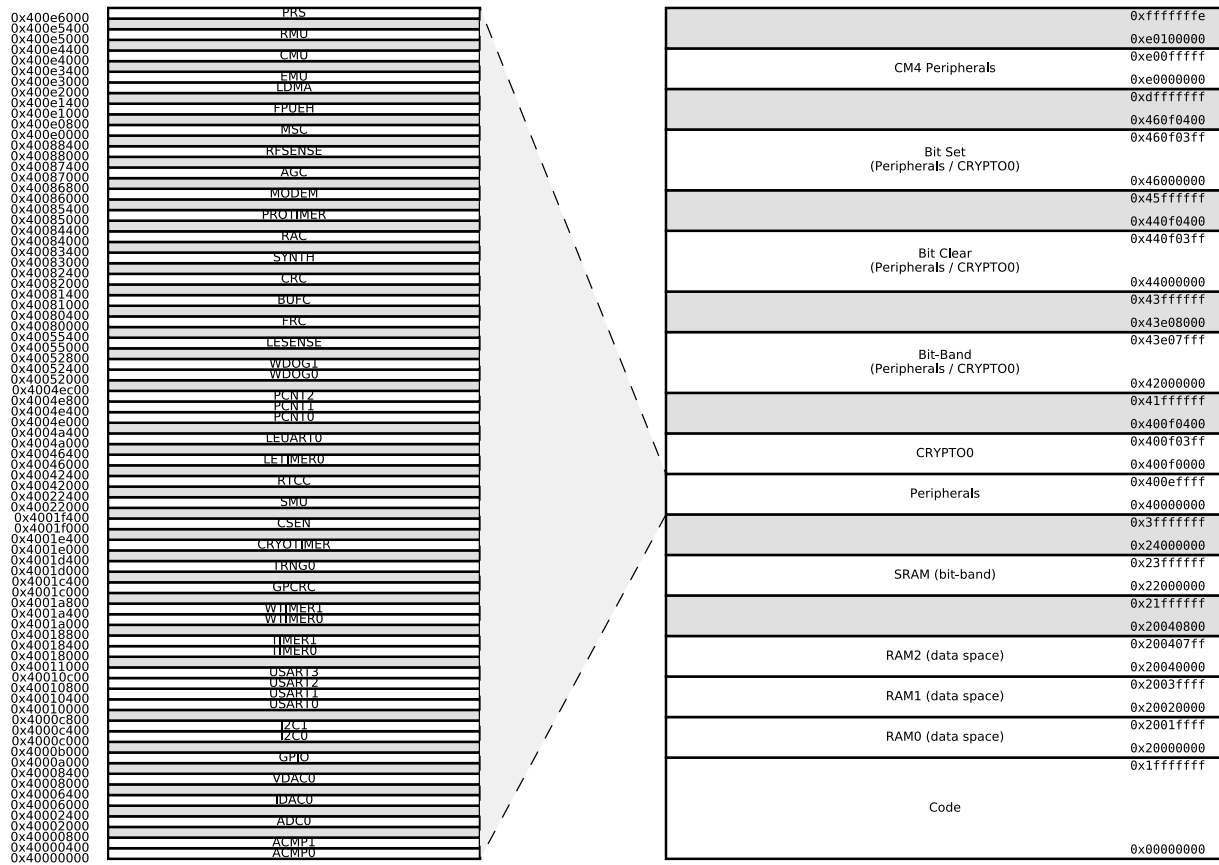 0x400e6000
0x400e5400
0x400e5000
0x400e4400
0x400e4000
0x400e3400
0x400e3000
0x400e2000
0x400e1400
0x400e1000
0x400e0800
0x400e0000
0x40088400
0x40088000
0x40087400
0x40087000
0x40086800
0x40086000
0x40085400
0x40085000
0x40084400
0x40084000
0x40083400
0x40083000
0x40082400
0x40082000
0x40081400
0x40081000
0x40080400
0x40080000
0x40055400
0x40055000
0x40052800
0x40052400
0x40052000
0x4004ec00
0x4004e800
0x4004e400
0x4004e000
0x4004a400
0x4004a000
0x40046400
0x40046000
0x40042400
0x40042000
0x40022400
0x40022000
0x4001f400
0x4001f000
0x4001e400
0x4001e000
0x4001d400
0x4001d000
0x4001c400
0x4001c000
0x4001a800
0x4001a400
0x4001a000
0x40018800
0x40018400
0x40018000
0x40011000
0x40010c00
0x40010800
0x40010400
0x40010000
0x4000c800
0x4000c400
0x4000c000
0x4000b000
0x4000a000
0x40008400
0x40008000
0x40006400
0x40006000
0x40002400
0x40002000
0x40000800
0x40000400
0x40000000
PRS
RMU
CMU
EMU
LDMA
FPUEH
MSC
RFSENSE
AGC
MODEM
PROTIMER
RAC
SYNTH
CRC
BUFC
FRC
LESENSE
WDOG1
WDOG0
PCNT2
PCNT1
PCNT0
LEUART0
LETIMER0
RTCC
SMU
CSEN
CRYOTIMER
TRNG0
GPCRC
WTIMER1
WTIMER0
TIMER1
TIMER0
USART3
USART2
USART1
USART0
I2C1
I2C0
GPIO
VDAC0
IDAC0
ADC0
ACMP1
ACMP0
0xfffffffe
0xe0100000
0xe00fffff
CM4 Peripherals
0xe0000000
0xdfffffff
0x460f0400
0x460f03ff
Bit Set
(Peripherals / CRYPTO0)
0x46000000
0x45ffffff
0x440f0400
0x440f03ff
Bit Clear
(Peripherals / CRYPTO0)
0x44000000
0x43ffffff
0x43e08000
0x43e07fff
Bit-Band
(Peripherals / CRYPTO0)
0x42000000
0x41ffffff
0x400f0400
0x400f03ff
CRYPTO0
0x400f0000
0x400effff
Peripherals
0x40000000
0x3fffffff
0x24000000
0x23ffffff
SRAM (bit-band)
0x22000000
0x21ffffff
0x20040800
0x200407ff
RAM2 (data space)
0x20040000
0x2003ffff
RAM1 (data space)
0x20020000
0x2001ffff
RAM0 (data space)
0x20000000
0x1fffffff
Code
0x00000000